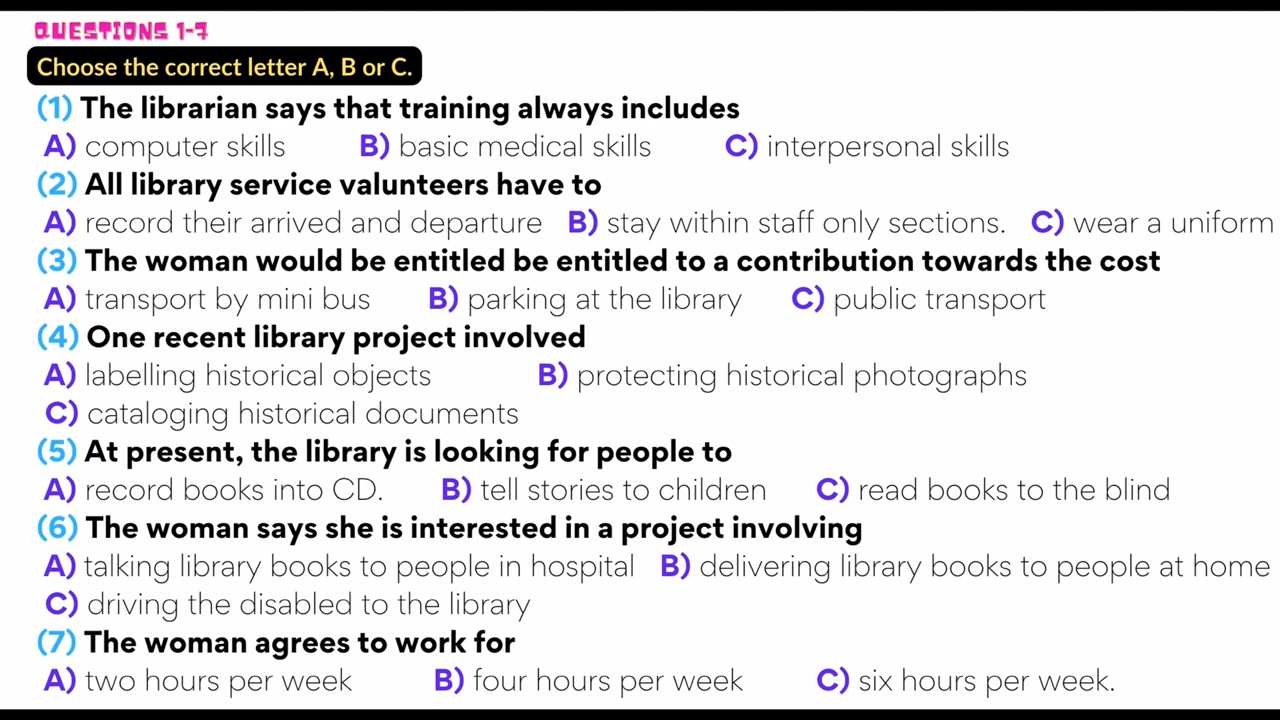 QUESTIONS 1-7
Choose the correct letter A, B or C.
(1) The librarian says that training always includes
A) computer skills B) basic medical skills C) interpersonal skills
(2) All library service valunteers have to
A) record their arrived and departure B) stay within staff only sections. C) wear a uniform
(3) The woman would be entitled be entitled to a contribution towards the cost
A) transport by mini bus B) parking at the library C) public transport
(4) One recent library project involved
A) labelling historical objects B) protecting historical photographs
C) cataloging historical documents
(5) At present, the library is looking for people to
A) record books into CD. B) tell stories to children C) read books to the blind
(6) The woman says she is interested in a project involving
A) talking library books to people in hospital B) delivering library books to people at home
C) driving the disabled to the library
(7) The woman agrees to work for
A) two hours per week B) four hours per week C) six hours per week.